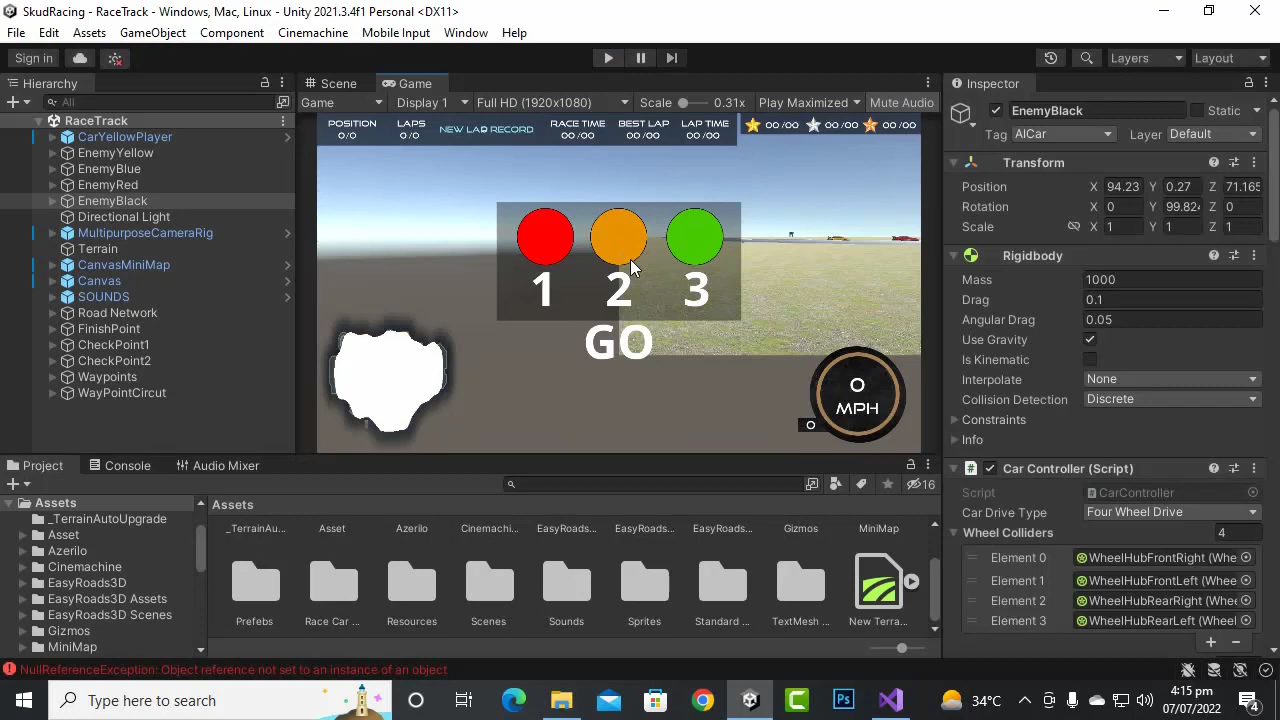 SkudRacing - RaceTrack - Windows, Mac, Linux - Unity 2021.3.4f1 Personal <DX11>
File Edit Assets GameObject Component Cinemachine Mobile Input Window Help
Sign in
Layers
Layout
Hierarchy
All
RaceTrack
CarYellowPlayer
EnemyYellow
EnemyBlue
EnemyRed
EnemyBlack
Directional Light
MultipurposeCameraRig
Terrain
CanvasMiniMap
Canvas
SOUNDS
Road Network
FinishPoint
CheckPoint1
CheckPoint2
Waypoints
WayPointCircut
Scene Game
Game Display 1 Full HD (1920x1080) Scale 0.31x Play Maximized Mute Audio
POSITION LAPS NEW LAP RECORD RACE TIME BEST LAP LAP TIME
0/0 0/0 00 /00 00 /00 00 /00 00 /00 00 /00 00 /00
1 2 3
GO
0
MPH
0
Inspector
EnemyBlack Static
Tag AICar Layer Default
Transform
Position X 94.23 Y 0.27 Z 71.165
Rotation X 0 Y 99.824 Z 0
Scale X 1 Y 1 Z 1
Rigidbody
Mass 1000
Drag 0.1
Angular Drag 0.05
Use Gravity
Is Kinematic
Interpolate None
Collision Detection Discrete
Constraints
Info
Car Controller (Script)
Script CarController
Car Drive Type Four Wheel Drive
Wheel Colliders 4
Element 0 WheelHubFrontRight (Whe
Element 1 WheelHubFrontLeft (Whee
Element 2 WheelHubRearRight (Whee
Element 3 WheelHubRearLeft (Wheel
Project Console Audio Mixer
16
Assets
_TerrainAutoUpgrade
Asset
Azerilo
Cinemachine
EasyRoads3D
EasyRoads3D Assets
EasyRoads3D Scenes
Gizmos
MiniMap
Assets
_TerrainAu... Asset Azerilo Cinemachi... EasyRoads... EasyRoads... EasyRoads... Gizmos MiniMap
Prefebs Race Car ... Resources Scenes Sounds Sprites Standard ... TextMesh ... New Terra...
NullReferenceException: Object reference not set to an instance of an object
Type here to search
Ps
34°C
4:15 pm
07/07/2022
4